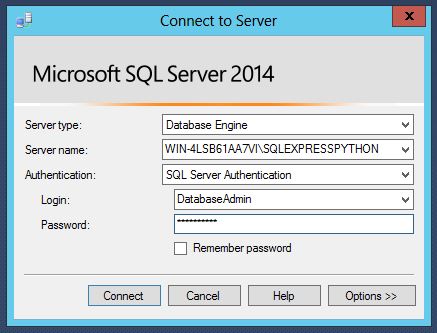 Connect to Server
x
Microsoft SQL Server 2014
Server type: Database Engine
Server name: WIN-4LSB61AA7VI\SQLEXPRESSPYTHON
Authentication: SQL Server Authentication
Login: DatabaseAdmin
Password: **********
Remember password
Connect Cancel Help Options >>